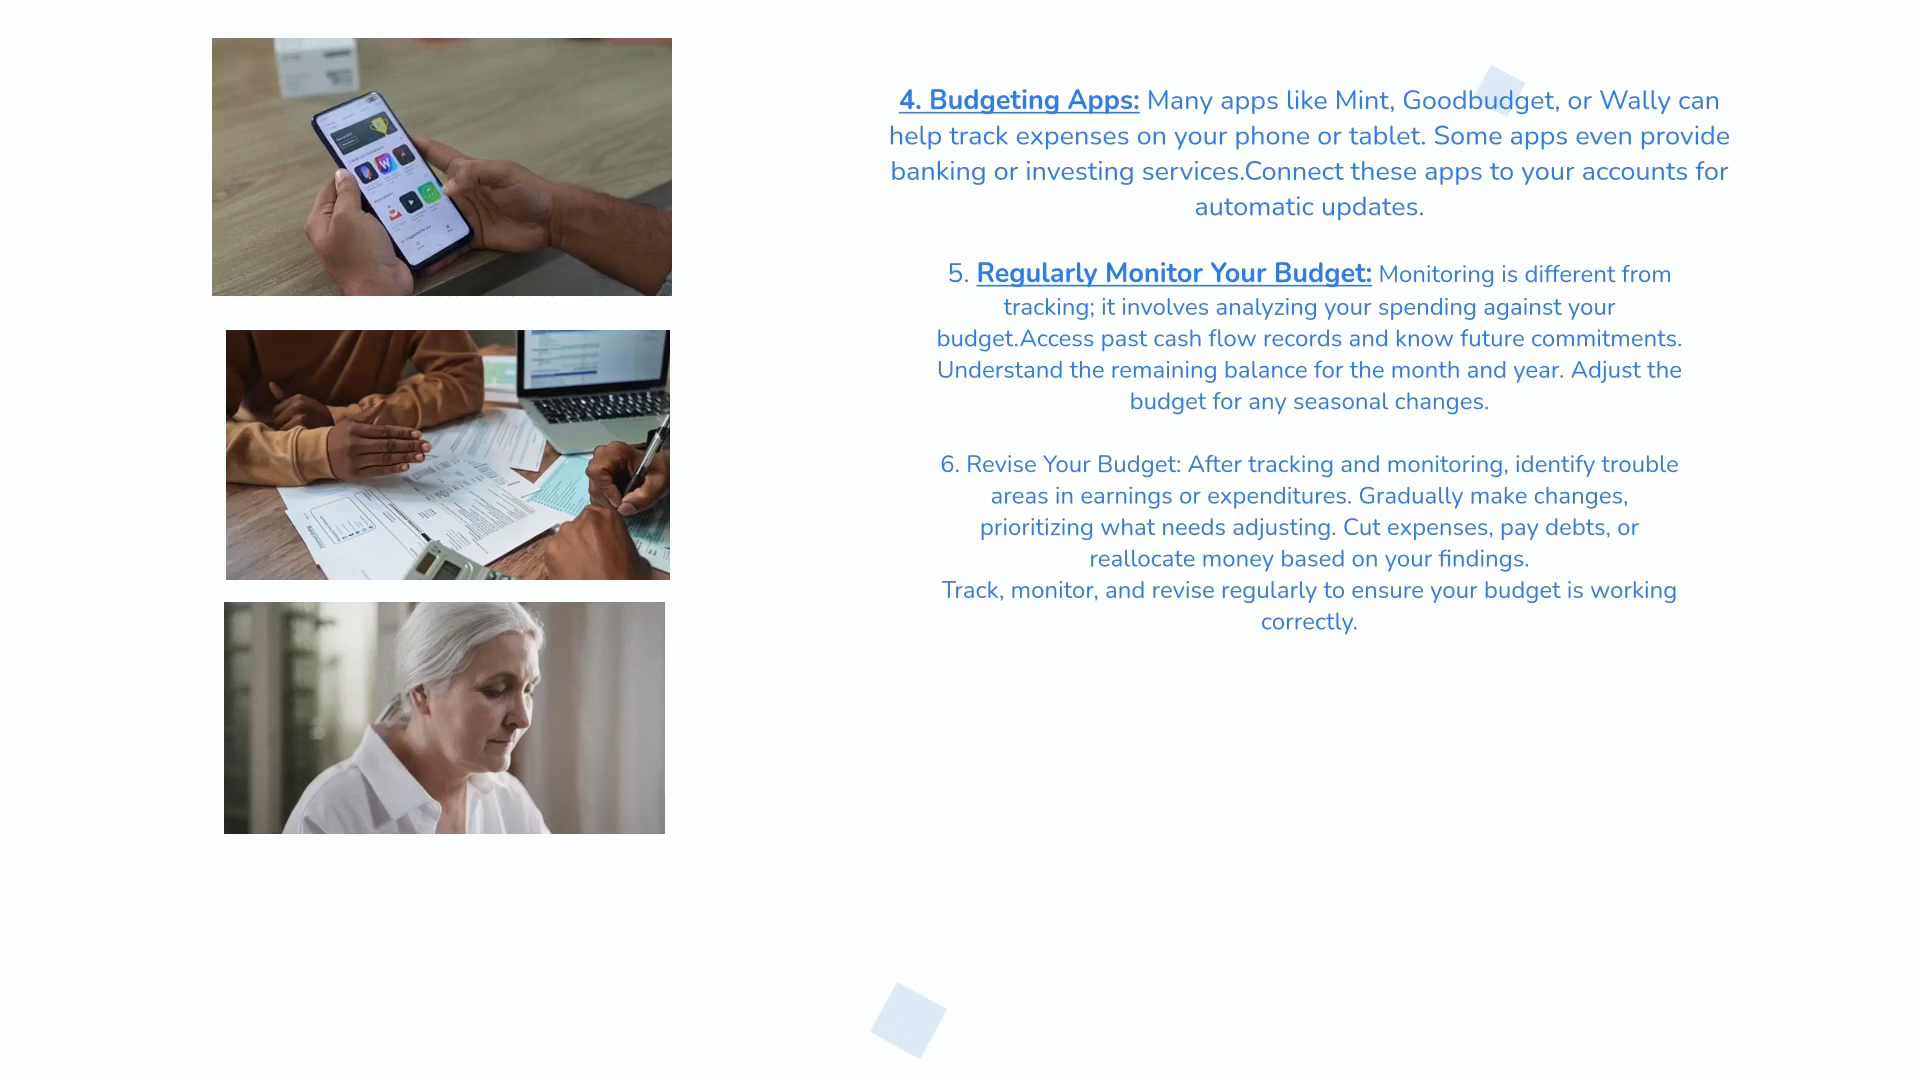 4. Budgeting Apps: Many apps like Mint, Goodbudget, or Wally can
help track expenses on your phone or tablet. Some apps even provide
banking or investing services.Connect these apps to your accounts for
automatic updates.
5. Regularly Monitor Your Budget: Monitoring is different from
tracking; it involves analyzing your spending against your
budget.Access past cash flow records and know future commitments.
Understand the remaining balance for the month and year. Adjust the
budget for any seasonal changes.
6. Revise Your Budget: After tracking and monitoring, identify trouble
areas in earnings or expenditures. Gradually make changes,
prioritizing what needs adjusting. Cut expenses, pay debts, or
reallocate money based on your findings.
Track, monitor, and revise regularly to ensure your budget is working
correctly.